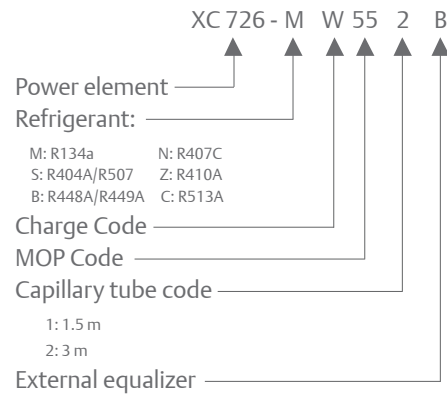 XC 726 - M W 55 2 B
Power element
Refrigerant:
M: R134a N: R407C
S: R404A/R507 Z: R410A
B: R448A/R449A C: R513A
Charge Code
MOP Code
Capillary tube code
1: 1.5 m
2: 3 m
External equalizer